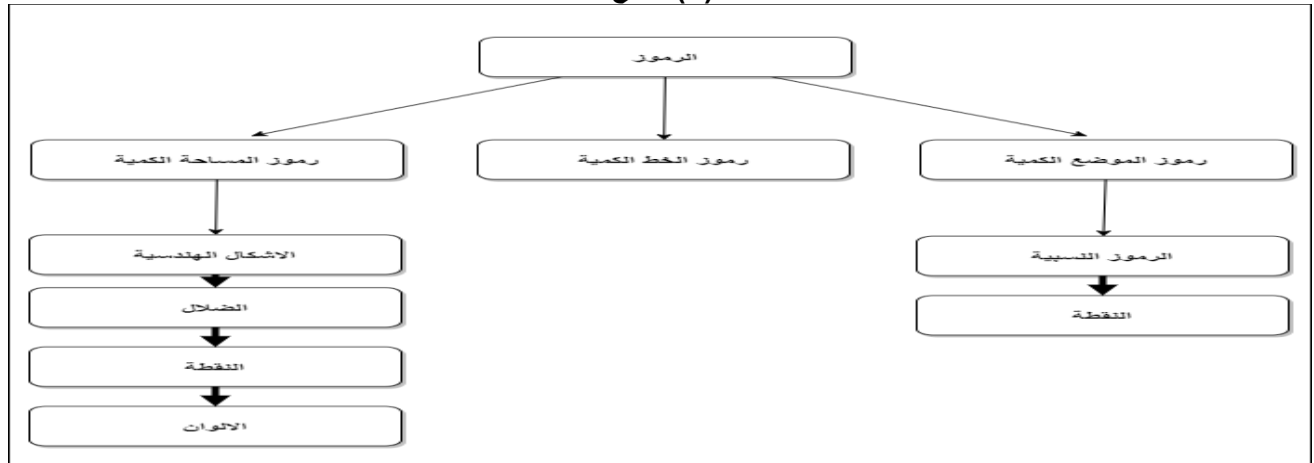 الرموز
رموز الموضع الكمية
رموز الخط الكمية
رموز المساحة الكمية
الرموز النسبية
النقطة
الاشكال الهندسية
الضلال
النقطة
الالوان